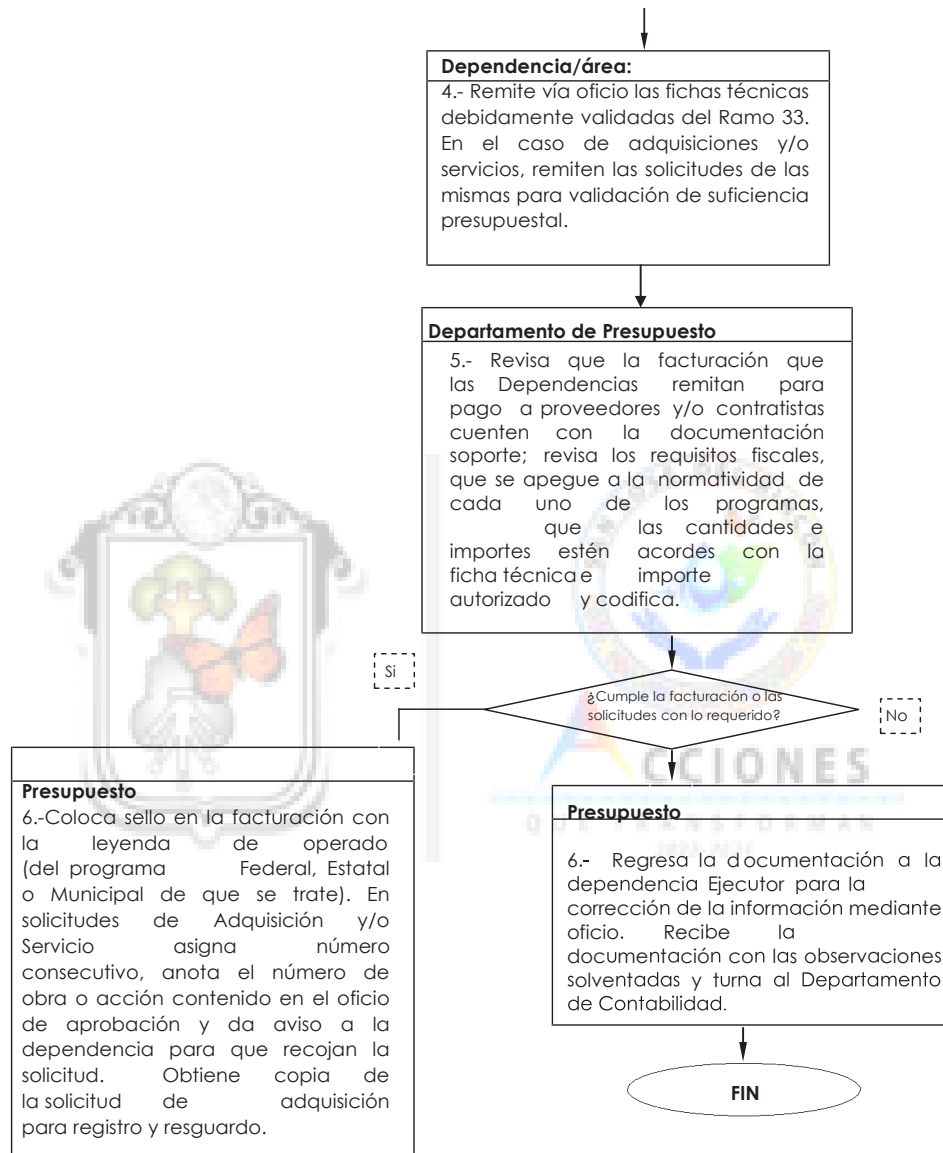 Dependencia/área:
4.- Remite vía oficio las fichas técnicas
debidamente validadas del Ramo 33.
En el caso de adquisiciones y/o
servicios, remiten las solicitudes de las
mismas para validación de suficiencia
presupuestal.
Departamento de Presupuesto
5.- Revisa que la facturación que
las Dependencias remitan para
pago a proveedores y/o contratistas
cuenten con la documentación
soporte; revisa los requisitos fiscales,
que se apegue a la normatividad de
cada uno de los programas,
que las cantidades e
importes estén acordes con la
ficha técnica e importe
autorizado y codifica.
Si
¿Cumple la facturación o las
solicitudes con lo requerido?
No
CCIONES
QUE TRANSFORMAN
Presupuesto
6.-Coloca sello en la facturación con
la leyenda de operado
(del programa Federal, Estatal
o Municipal de que se trate). En
solicitudes de Adquisición y/o
Servicio asigna número
consecutivo, anota el número de
obra o acción contenido en el oficio
de aprobación y da aviso a la
dependencia para que recojan la
solicitud. Obtiene copia de
la solicitud de adquisición
para registro y resguardo.
Presupuesto
6.- Regresa la documentación a la
dependencia Ejecutor para la
corrección de la información mediante
oficio. Recibe la
documentación con las observaciones
solventadas y turna al Departamento
de Contabilidad.
FIN